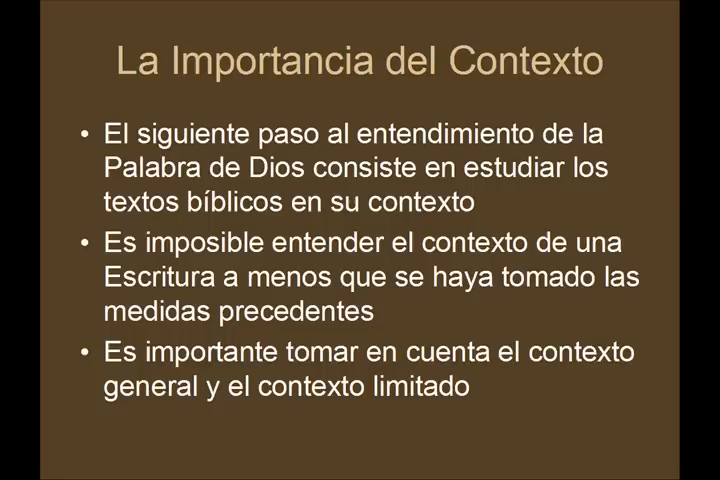 La Importancia del Contexto
• El siguiente paso al entendimiento de la
Palabra de Dios consiste en estudiar los
textos bíblicos en su contexto
• Es imposible entender el contexto de una
Escritura a menos que se haya tomado las
medidas precedentes
• Es importante tomar en cuenta el contexto
general y el contexto limitado